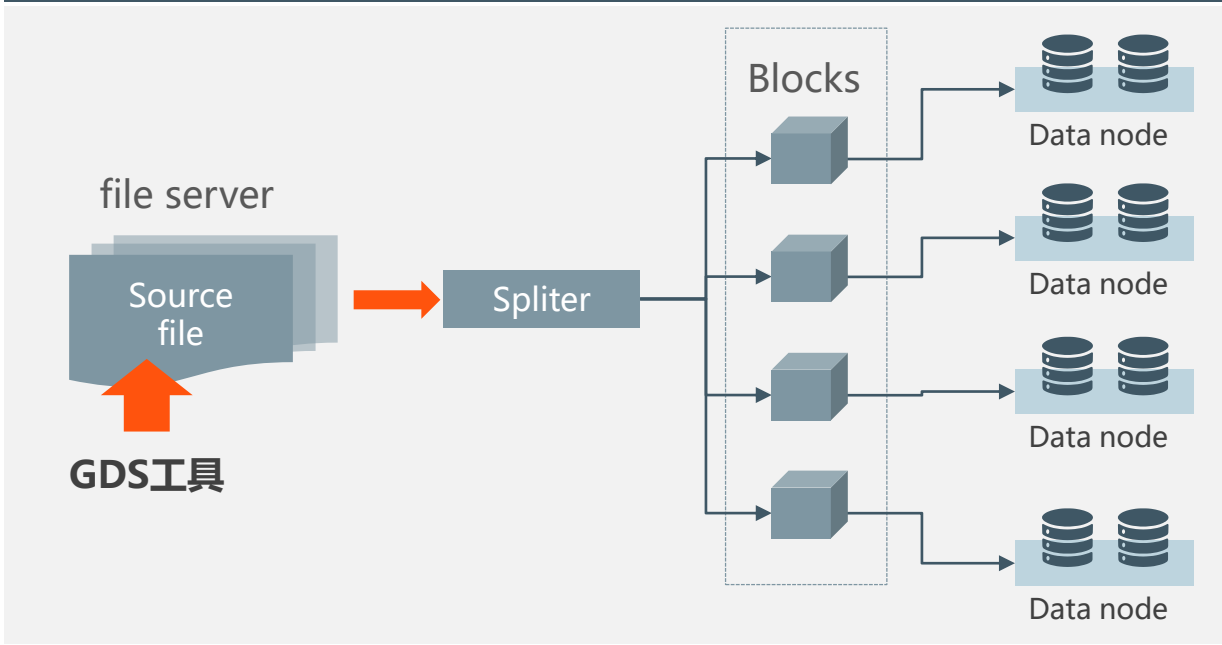 file server
Source
file
GDS工具
Spliter
Blocks
Data node
Data node
Data node
Data node